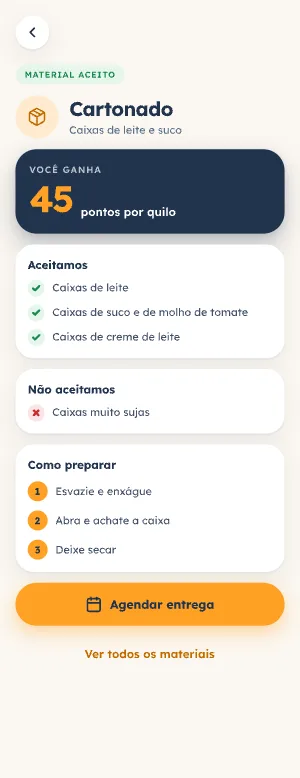 MATERIAL ACEITO
Cartonado
Caixas de leite e suco
VOCÊ GANHA
45 pontos por quilo
Aceitamos
Caixas de leite
Caixas de suco e de molho de tomate
Caixas de creme de leite
Não aceitamos
Caixas muito sujas
Como preparar
1 Esvazie e enxágue
2 Abra e achate a caixa
3 Deixe secar
Agendar entrega
Ver todos os materiais